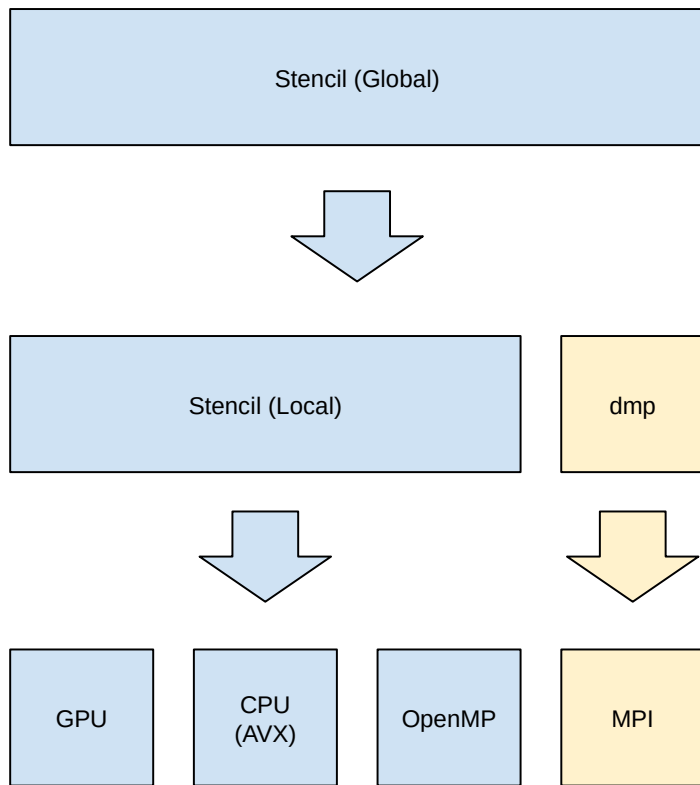 Stencil (Global)
Stencil (Local)
dmp
GPU
CPU
(AVX)
OpenMP
MPI